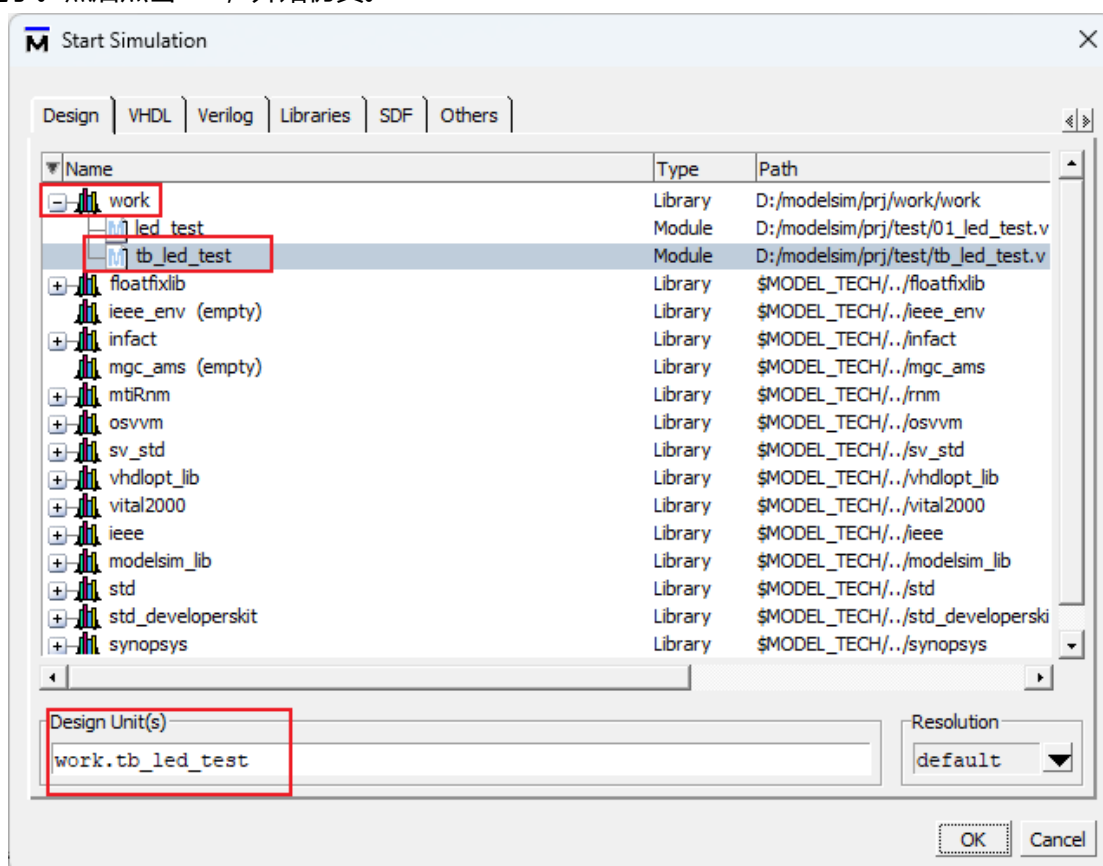 Start Simulation
Design VHDL Verilog Libraries SDF Others
Name Type Path
work Library D:/modelsim/prj/work/work
led_test Module D:/modelsim/prj/test/01_led_test.v
tb_led_test Module D:/modelsim/prj/test/tb_led_test.v
floatfixlib Library $MODEL_TECH/../floatfixlib
ieee_env (empty) Library $MODEL_TECH/../ieee_env
infact Library $MODEL_TECH/../infact
mgc_ams (empty) Library $MODEL_TECH/../mgc_ams
mtiRnm Library $MODEL_TECH/../rnm
osvvm Library $MODEL_TECH/../osvvm
sv_std Library $MODEL_TECH/../sv_std
vhdlopt_lib Library $MODEL_TECH/../vhdlopt_lib
vital2000 Library $MODEL_TECH/../vital2000
ieee Library $MODEL_TECH/../ieee
modelsim_lib Library $MODEL_TECH/../modelsim_lib
std Library $MODEL_TECH/../std
std_developerskit Library $MODEL_TECH/../std_developerski
synopsys Library $MODEL_TECH/../synopsys
Design Unit(s) Resolution
work.tb_led_test default
OK Cancel